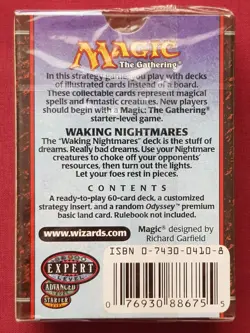 MAGIC
The Gathering®
In this strategy game, you play with decks
of illustrated cards instead of a board.
These collectable cards represent magical
spells and fantastic creatures. New players
should begin with a Magic: The Gathering®
starter-level game.
WAKING NIGHTMARES
The "Waking Nightmares" deck is the stuff of
dreams. Really bad dreams. Use your Nightmare
creatures to choke off your opponents'
resources, then turn out the lights.
Let your foes rest in pieces.
CONTENTS
A ready-to-play 60-card deck, a customized
strategy insert, and a random Odyssey™ premium
basic land card. Rulebook not included.
www.wizards.com
Magic® designed by
Richard Garfield
ISBN 0-7430-0410-8
EXPERT
LEVEL
ADVANCED
STARTER
0 76930 88675 5